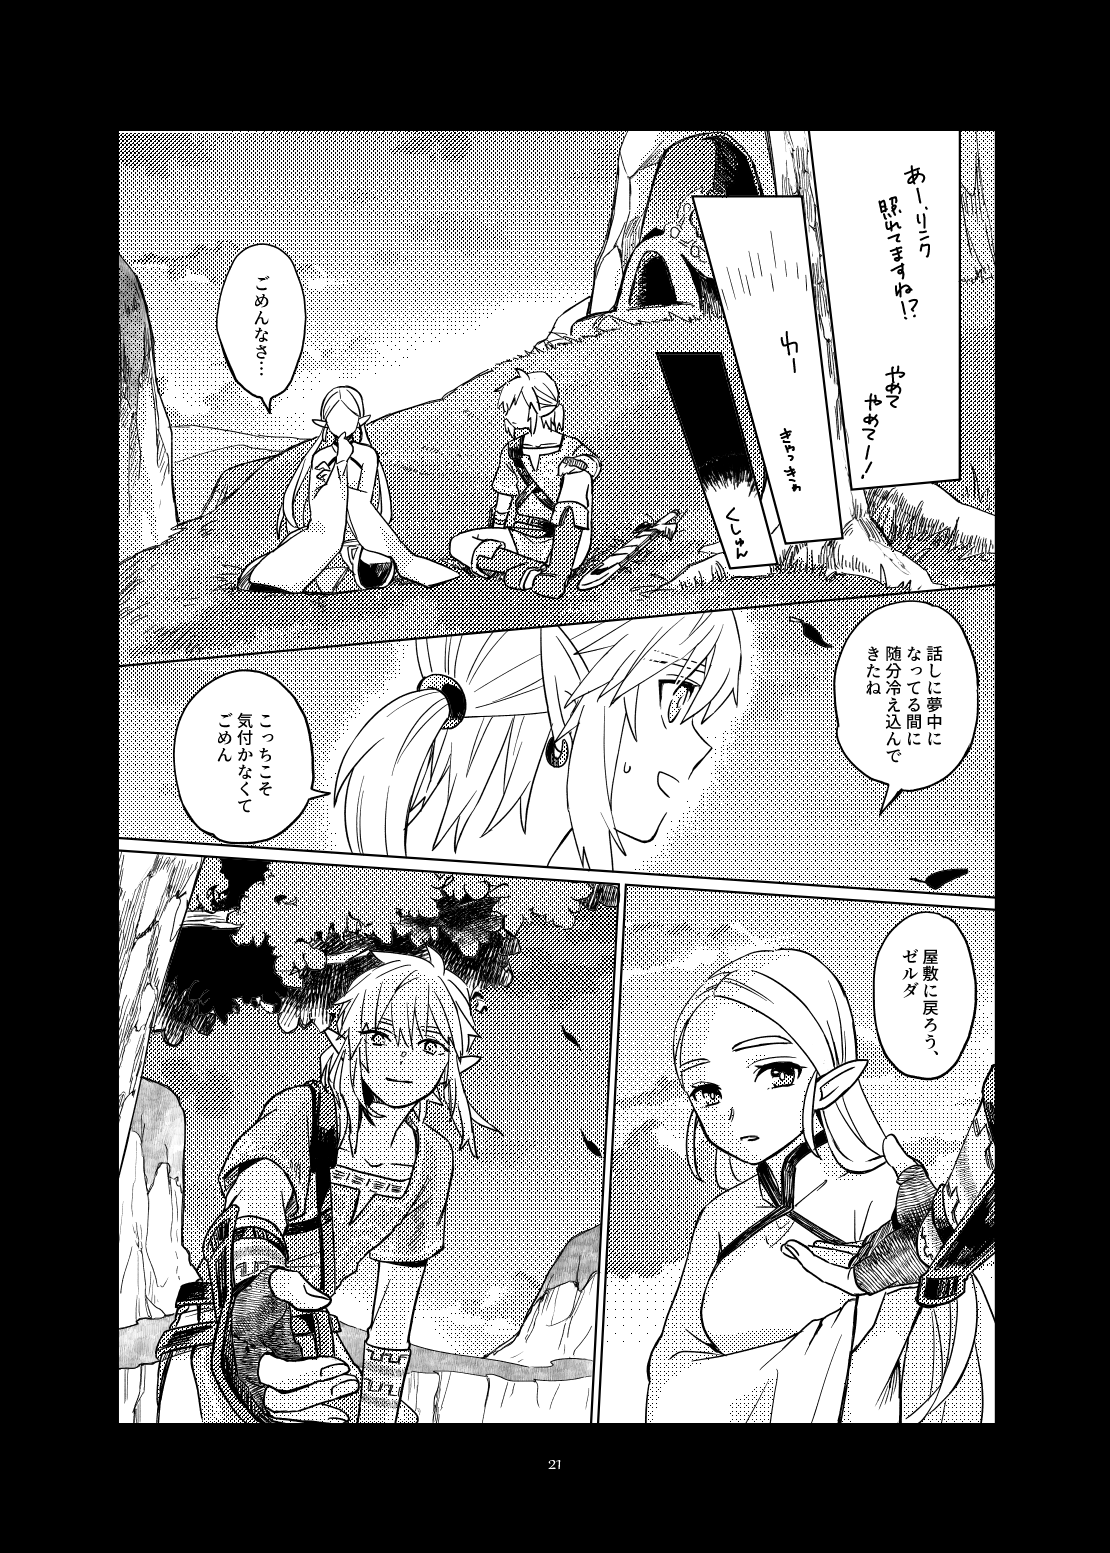 あー、リンク
照れてますね!?
やめて
やめてー!
わー
きゃっきゃ
くしゅん
ごめんなさ…
話しに夢中に
なってる間に
随分冷え込んで
きたね
こっちこそ
気付かなくて
ごめん
屋敷に戻ろう、
ゼルダ
21